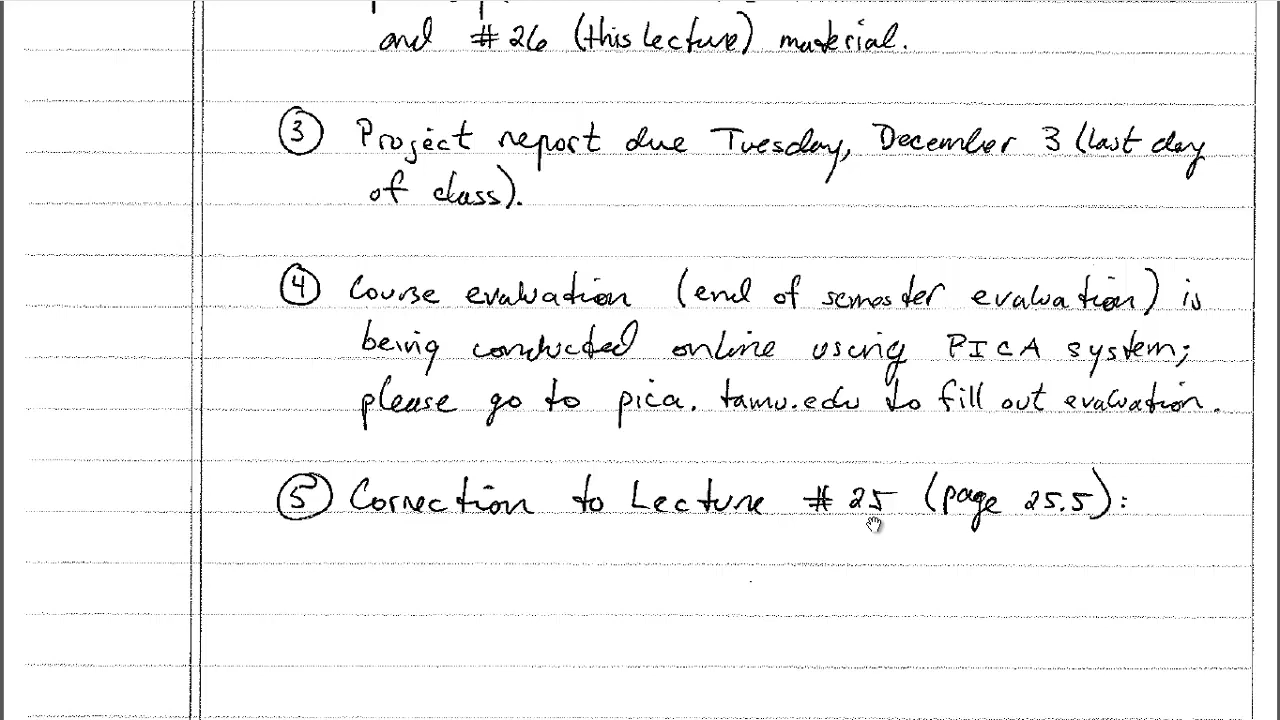 and # 26 (this lecture) material.
③ Project report due Tuesday, December 3 (last day
of class).
④ Course evaluation (end of semester evaluation) is
being conducted online using PICA system;
please go to pica.tamu.edu to fill out evaluation.
⑤ Correction to Lecture # 25 (page 25.5):